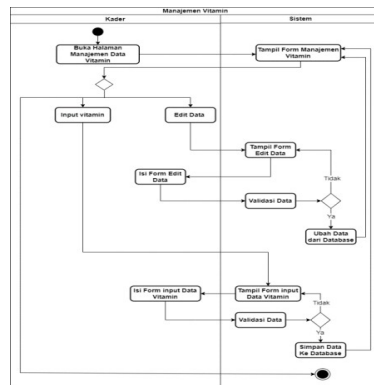 Manajemen Vitamin
Kader
Sistem
Buka Halaman
Manajemen Data
Vitamin
Tampil Form Manajemen
Vitamin
Input vitamin
Edit Data
Tampil Form
Edit Data
Isi Form Edit
Data
Tidak
Validasi Data
Ya
Ubah Data
dari Database
Isi Form input Data
Vitamin
Tampil Form input
Data Vitamin
Tidak
Validasi Data
Ya
Simpan Data
Ke Database